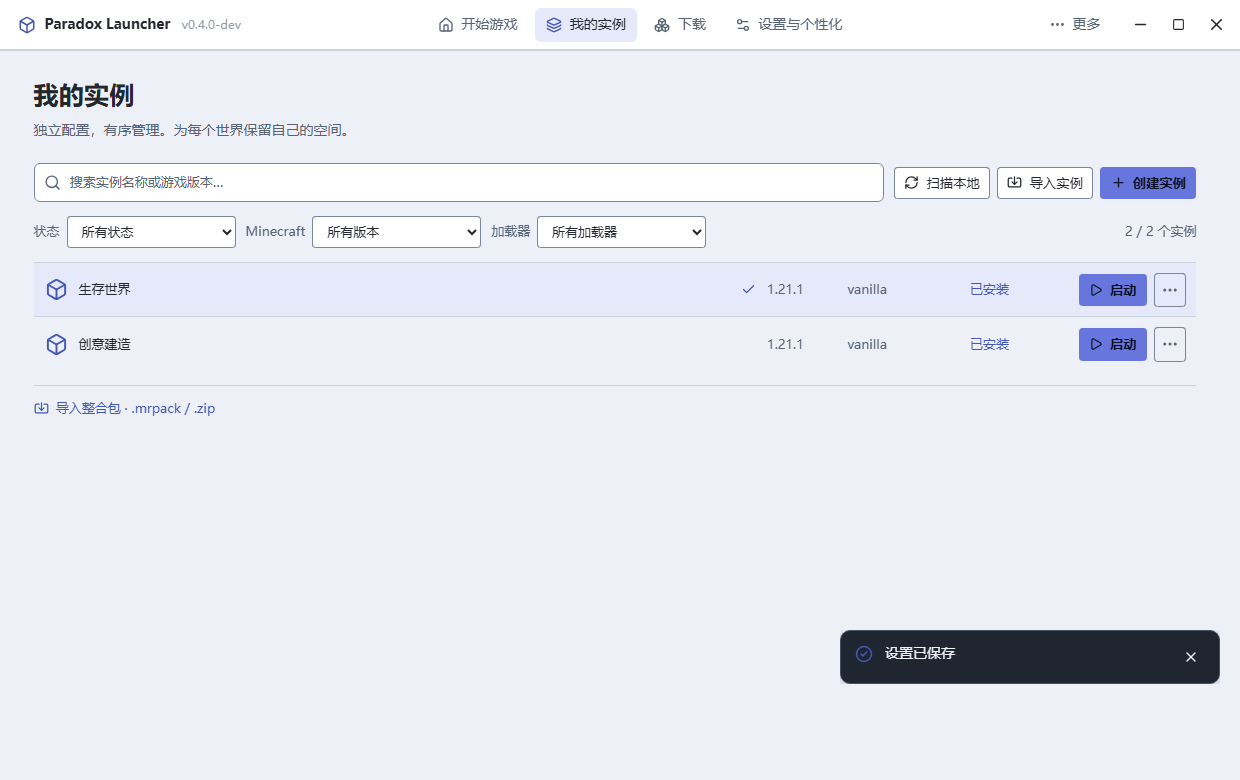 Paradox Launcher v0.4.0-dev 开始游戏 我的实例 下载 设置与个性化 更多
我的实例
独立配置，有序管理。为每个世界保留自己的空间。
搜索实例名称或游戏版本... 扫描本地 导入实例 创建实例
状态 所有状态 Minecraft 所有版本 加载器 所有加载器 2 / 2 个实例
生存世界 1.21.1 vanilla 已安装 启动
创意建造 1.21.1 vanilla 已安装 启动
导入整合包 · .mrpack / .zip
设置已保存